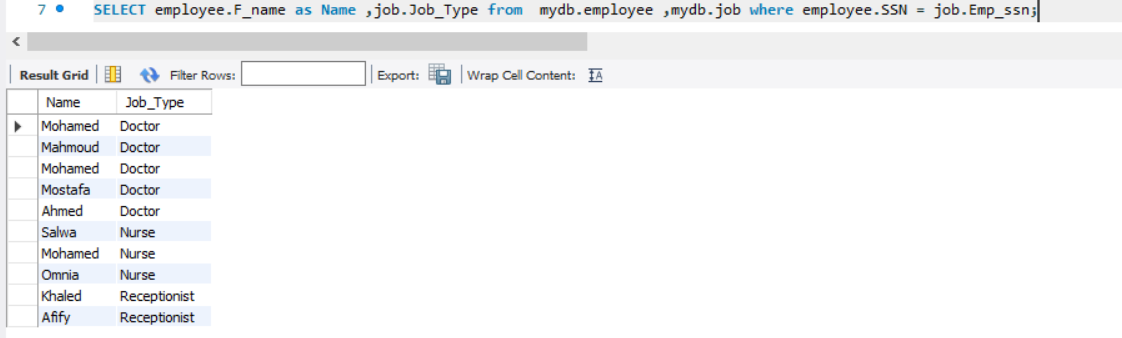 7 SELECT employee.F_name as Name ,job.Job_Type from  mydb.employee ,mydb.job where employee.SSN = job.Emp_ssn;
Result Grid Filter Rows: Export: Wrap Cell Content: IA
Name Job_Type
Mohamed Doctor
Mahmoud Doctor
Mohamed Doctor
Mostafa Doctor
Ahmed Doctor
Salwa Nurse
Mohamed Nurse
Omnia Nurse
Khaled Receptionist
Afify Receptionist